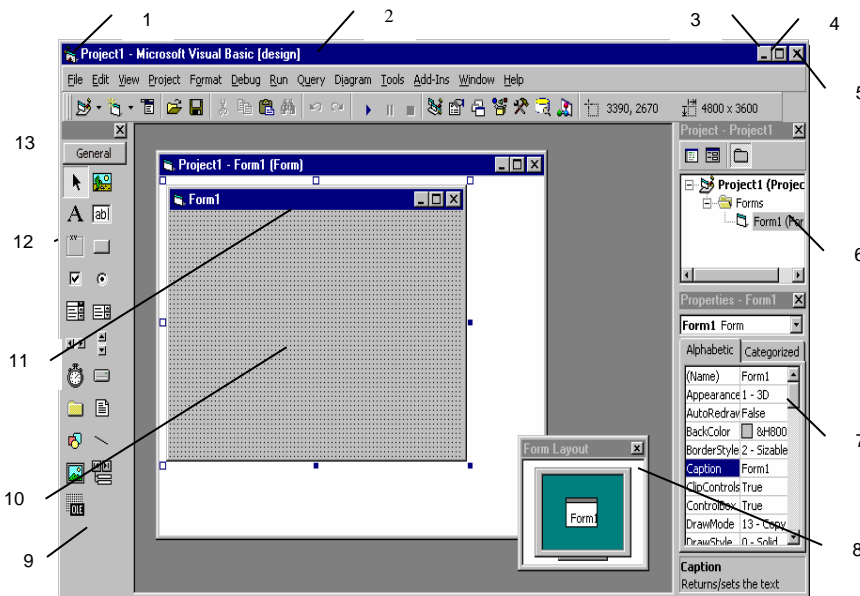 1 2 3 4
Project1 - Microsoft Visual Basic [design]
5
File Edit View Project Format Debug Run Query Diagram Tools Add-Ins Window Help
3390, 2670 4800 x 3600
13
General
Project - Project1
Project1 - Form1 (Form)
Form1
A ab|
12 xy
Project1 (Projec
Forms
Form1 (For
6
Properties - Form1
Form1 Form
Alphabetic Categorized
11
(Name) Form1
Appearance 1 - 3D
AutoRedraw False
BackColor &H800
BorderStyle 2 - Sizable
Caption Form1
ClipControls True
ControlBox True
DrawMode 13 - Copy
DrawStyle 0 - Solid
7
Form Layout
Form1
10
OLE
9
8
Caption
Returns/sets the text